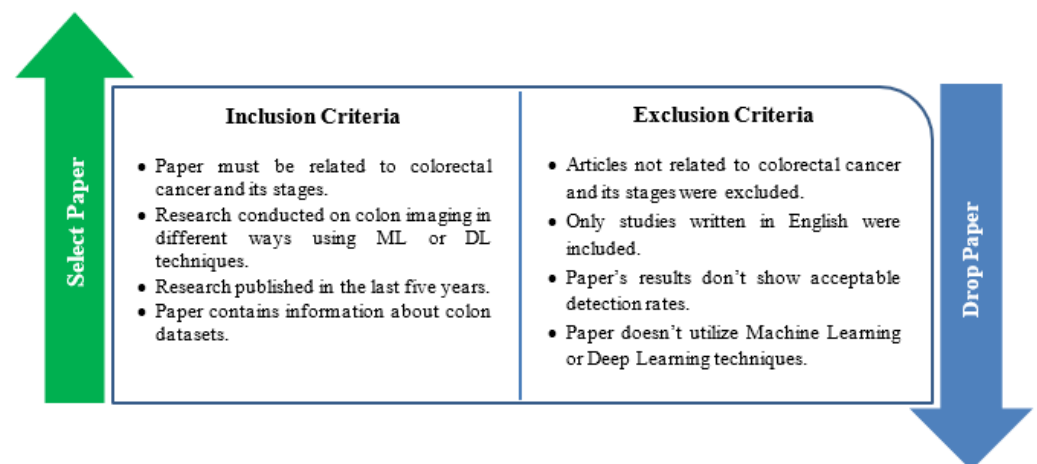 Select Paper
Inclusion Criteria
• Paper must be related to colorectal
cancer and its stages.
• Research conducted on colon imaging in
different ways using ML or DL
techniques.
• Research published in the last five years.
• Paper contains information about colon
datasets.
Exclusion Criteria
• Articles not related to colorectal cancer
and its stages were excluded.
• Only studies written in English were
included.
• Paper's results don't show acceptable
detection rates.
• Paper doesn't utilize Machine Learning
or Deep Learning techniques.
Drop Paper